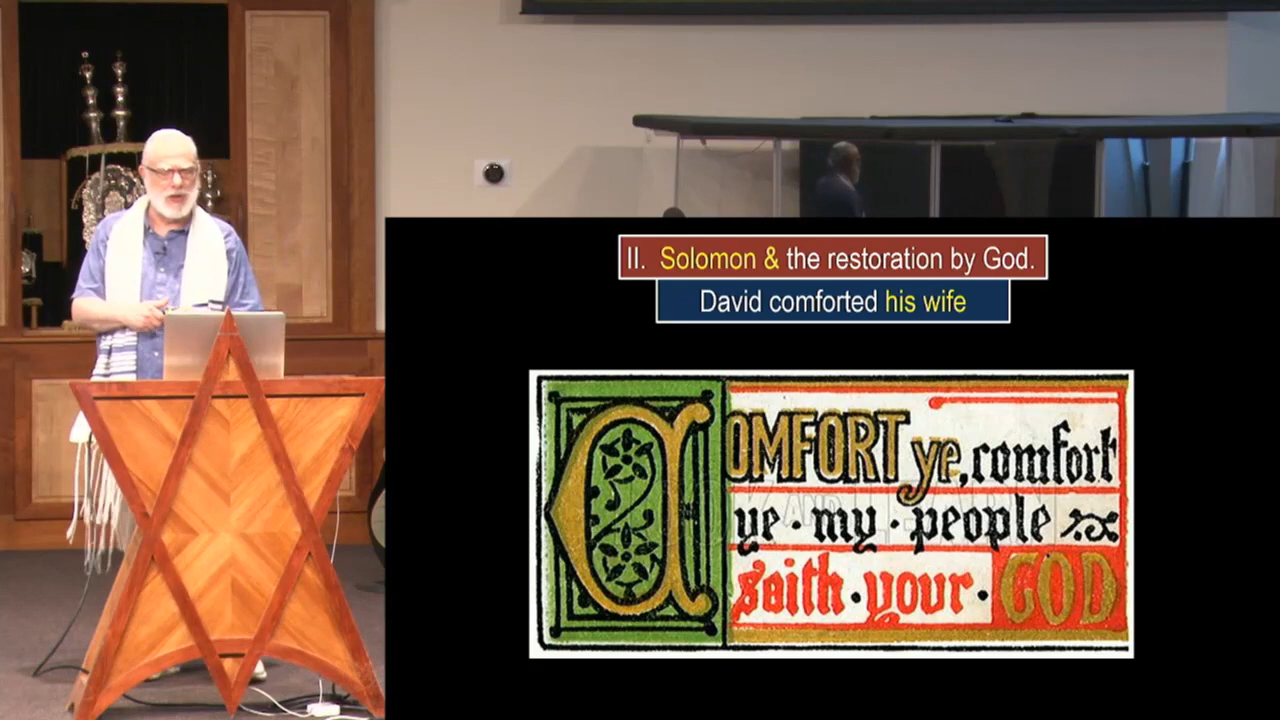 II. Solomon & the restoration by God.
David comforted his wife
COMFORT ye, comfort
ye · my · people
saith · your · GOD